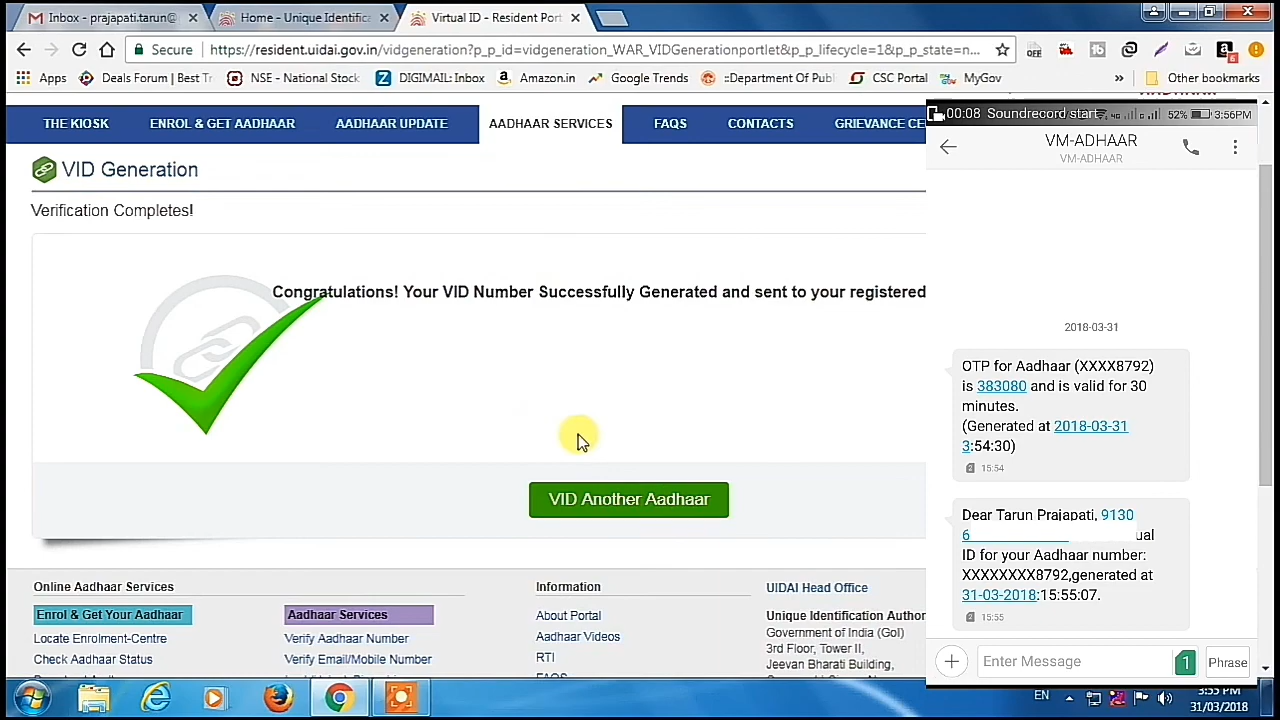 Inbox - prajapati.tarun@
Home - Unique Identifica
Virtual ID - Resident Port
Secure https://resident.uidai.gov.in/vidgeneration?p_p_id=vidgeneration_WAR_VIDGenerationportlet&p_p_lifecycle=1&p_p_state=n...
Apps Deals Forum | Best Tr NSE - National Stock DIGIMAIL: Inbox Amazon.in Google Trends ::Department Of Publ CSC Portal MyGov » Other bookmarks
THE KIOSK ENROL & GET AADHAAR AADHAAR UPDATE AADHAAR SERVICES FAQS CONTACTS GRIEVANCE CE
VID Generation
Verification Completes!
Congratulations! Your VID Number Successfully Generated and sent to your registered
VID Another Aadhaar
Online Aadhaar Services
Enrol & Get Your Aadhaar
Locate Enrolment-Centre
Check Aadhaar Status
Aadhaar Services
Verify Aadhaar Number
Verify Email/Mobile Number
Information
About Portal
Aadhaar Videos
RTI
FAQS
UIDAI Head Office
Unique Identification Author
Government of India (GoI)
3rd Floor, Tower II,
Jeevan Bharati Building,
00:08 Soundrecord start 4G 52% 3:56PM
VM-ADHAAR
VM-ADHAAR
2018-03-31
OTP for Aadhaar (XXXX8792)
is 383080 and is valid for 30
minutes.
(Generated at 2018-03-31
3:54:30)
2 15:54
Dear Tarun Prajapati, 9130
6 ual
ID for your Aadhaar number:
XXXXXXXX8792,generated at
31-03-2018:15:55:07.
2 15:55
Enter Message 1 Phrase
EN
3:55 PM
31/03/2018